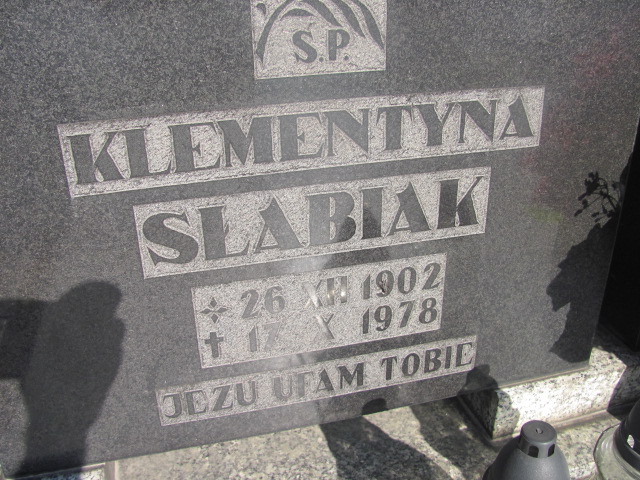 S.P.
KLEMENTYNA
SŁABIAK
26 XII 1902
† 17 X 1978
JEZU UFAM TOBIE